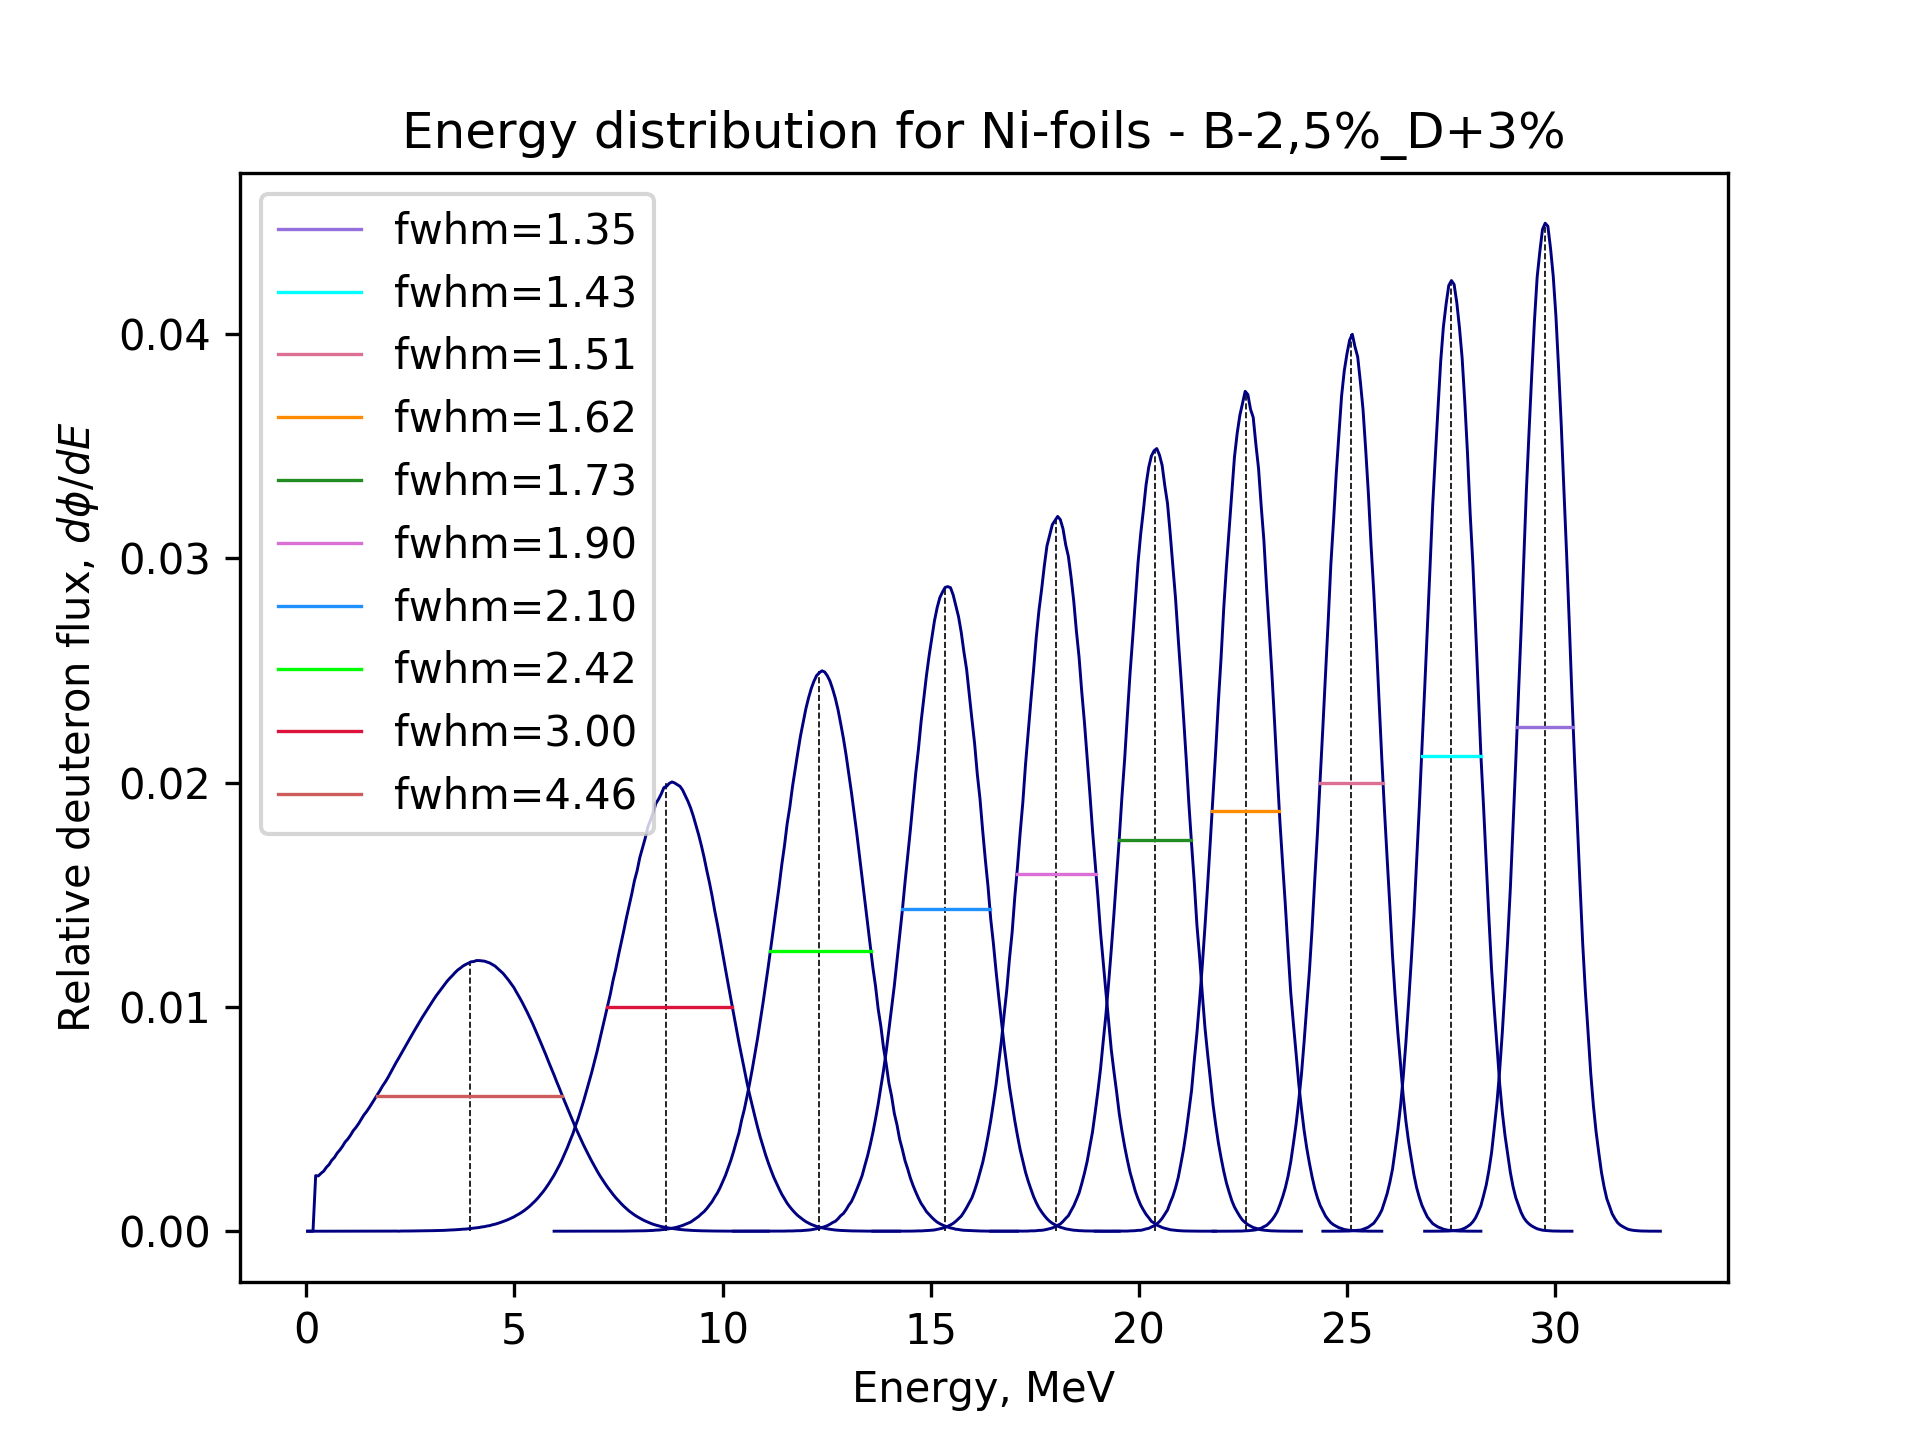 Energy distribution for Ni-foils - B-2,5%_D+3%
fwhm=1.35
fwhm=1.43
fwhm=1.51
fwhm=1.62
fwhm=1.73
fwhm=1.90
fwhm=2.10
fwhm=2.42
fwhm=3.00
fwhm=4.46
Relative deuteron flux, dϕ/dE
0.04
0.03
0.02
0.01
0.00
0 5 10 15 20 25 30
Energy, MeV